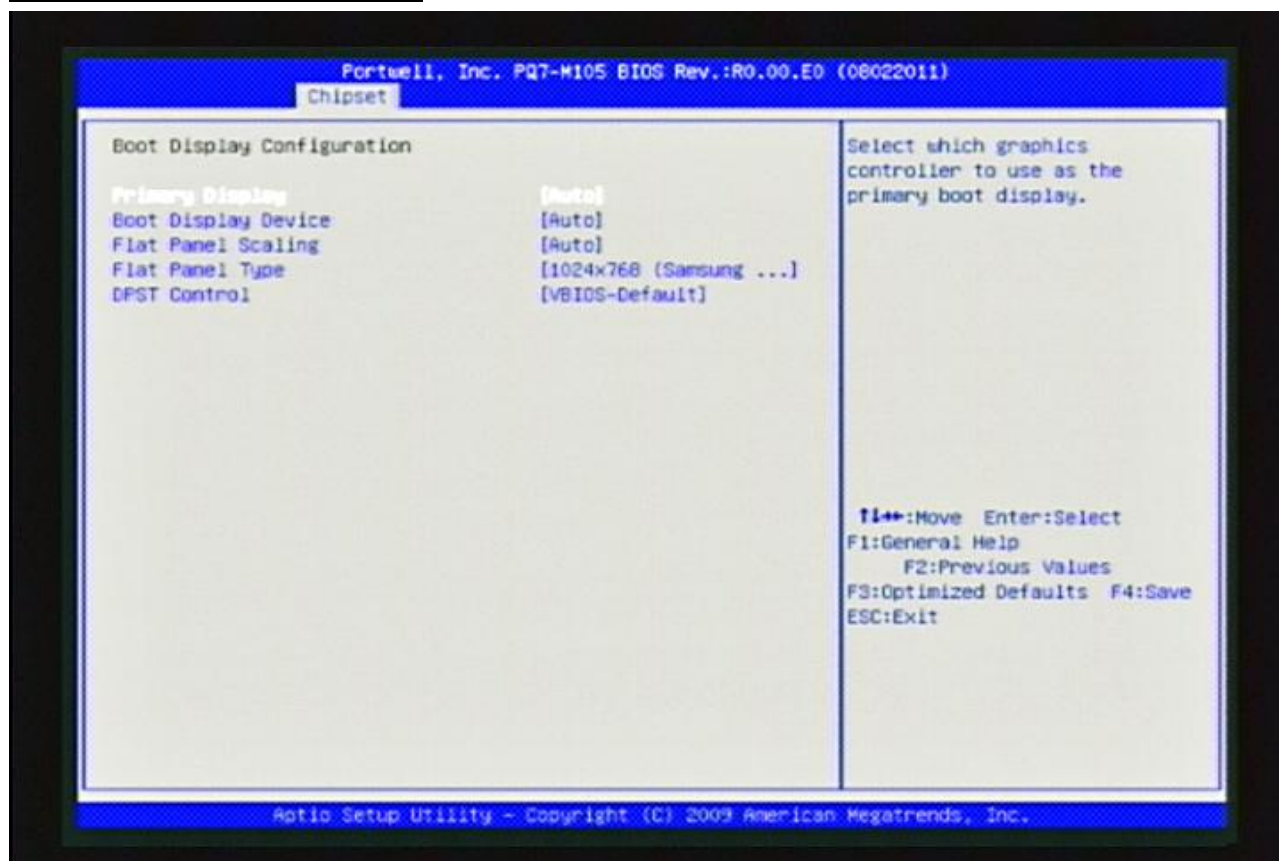 Portwell, Inc. PQ7-M105 BIOS Rev.:R0.00.E0 (08022011)
Chipset
Boot Display Configuration
Primary Display [Auto]
Boot Display Device [Auto]
Flat Panel Scaling [Auto]
Flat Panel Type [1024x768 (Samsung ...]
DPST Control [VBIOS-Default]
Select which graphics
controller to use as the
primary boot display.
↑↓↔:Move Enter:Select
F1:General Help
F2:Previous Values
F3:Optimized Defaults F4:Save
ESC:Exit
Aptio Setup Utility - Copyright (C) 2009 American Megatrends, Inc.